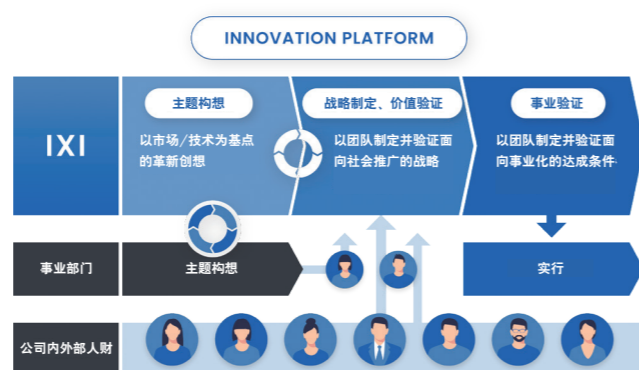 INNOVATION PLATFORM
IXI
主题构想
以市场/技术为基点
的革新创想
战略制定、价值验证
以团队制定并验证面
向社会推广的战略
事业验证
以团队制定并验证面
向事业化的达成条件
事业部门
主题构想
实行
公司内外部人财